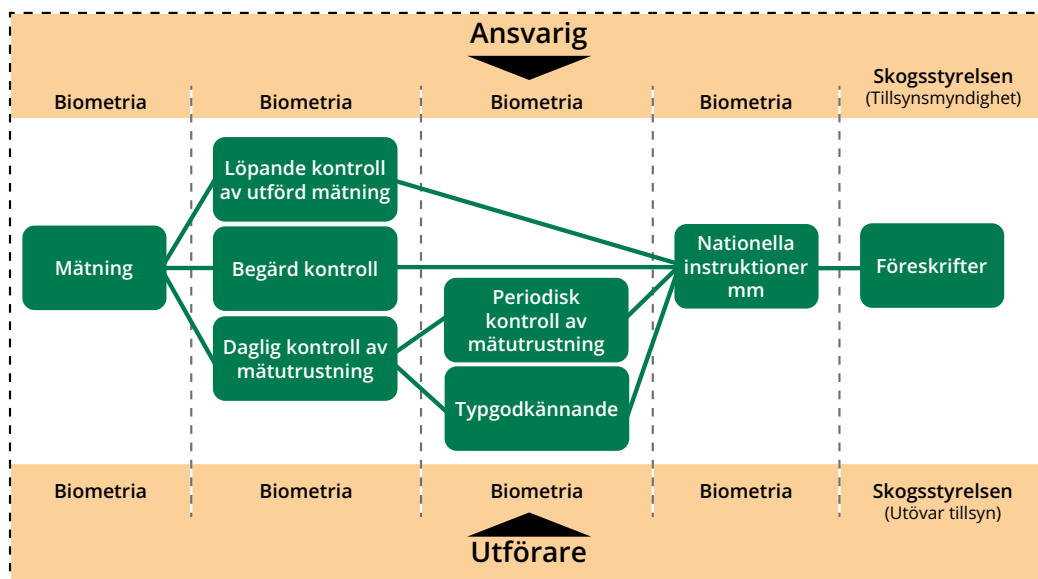 Ansvarig
Biometria
Biometria
Biometria
Biometria
Skogsstyrelsen
(Tillsynsmyndighet)
Mätning
Löpande kontroll
av utförd mätning
Begärd kontroll
Daglig kontroll av
mätutrustning
Periodisk
kontroll av
mätutrustning
Typgodkännande
Nationella
instruktioner
mm
Föreskrifter
Biometria
Biometria
Biometria
Biometria
Skogsstyrelsen
(Utövar tillsyn)
Utförare